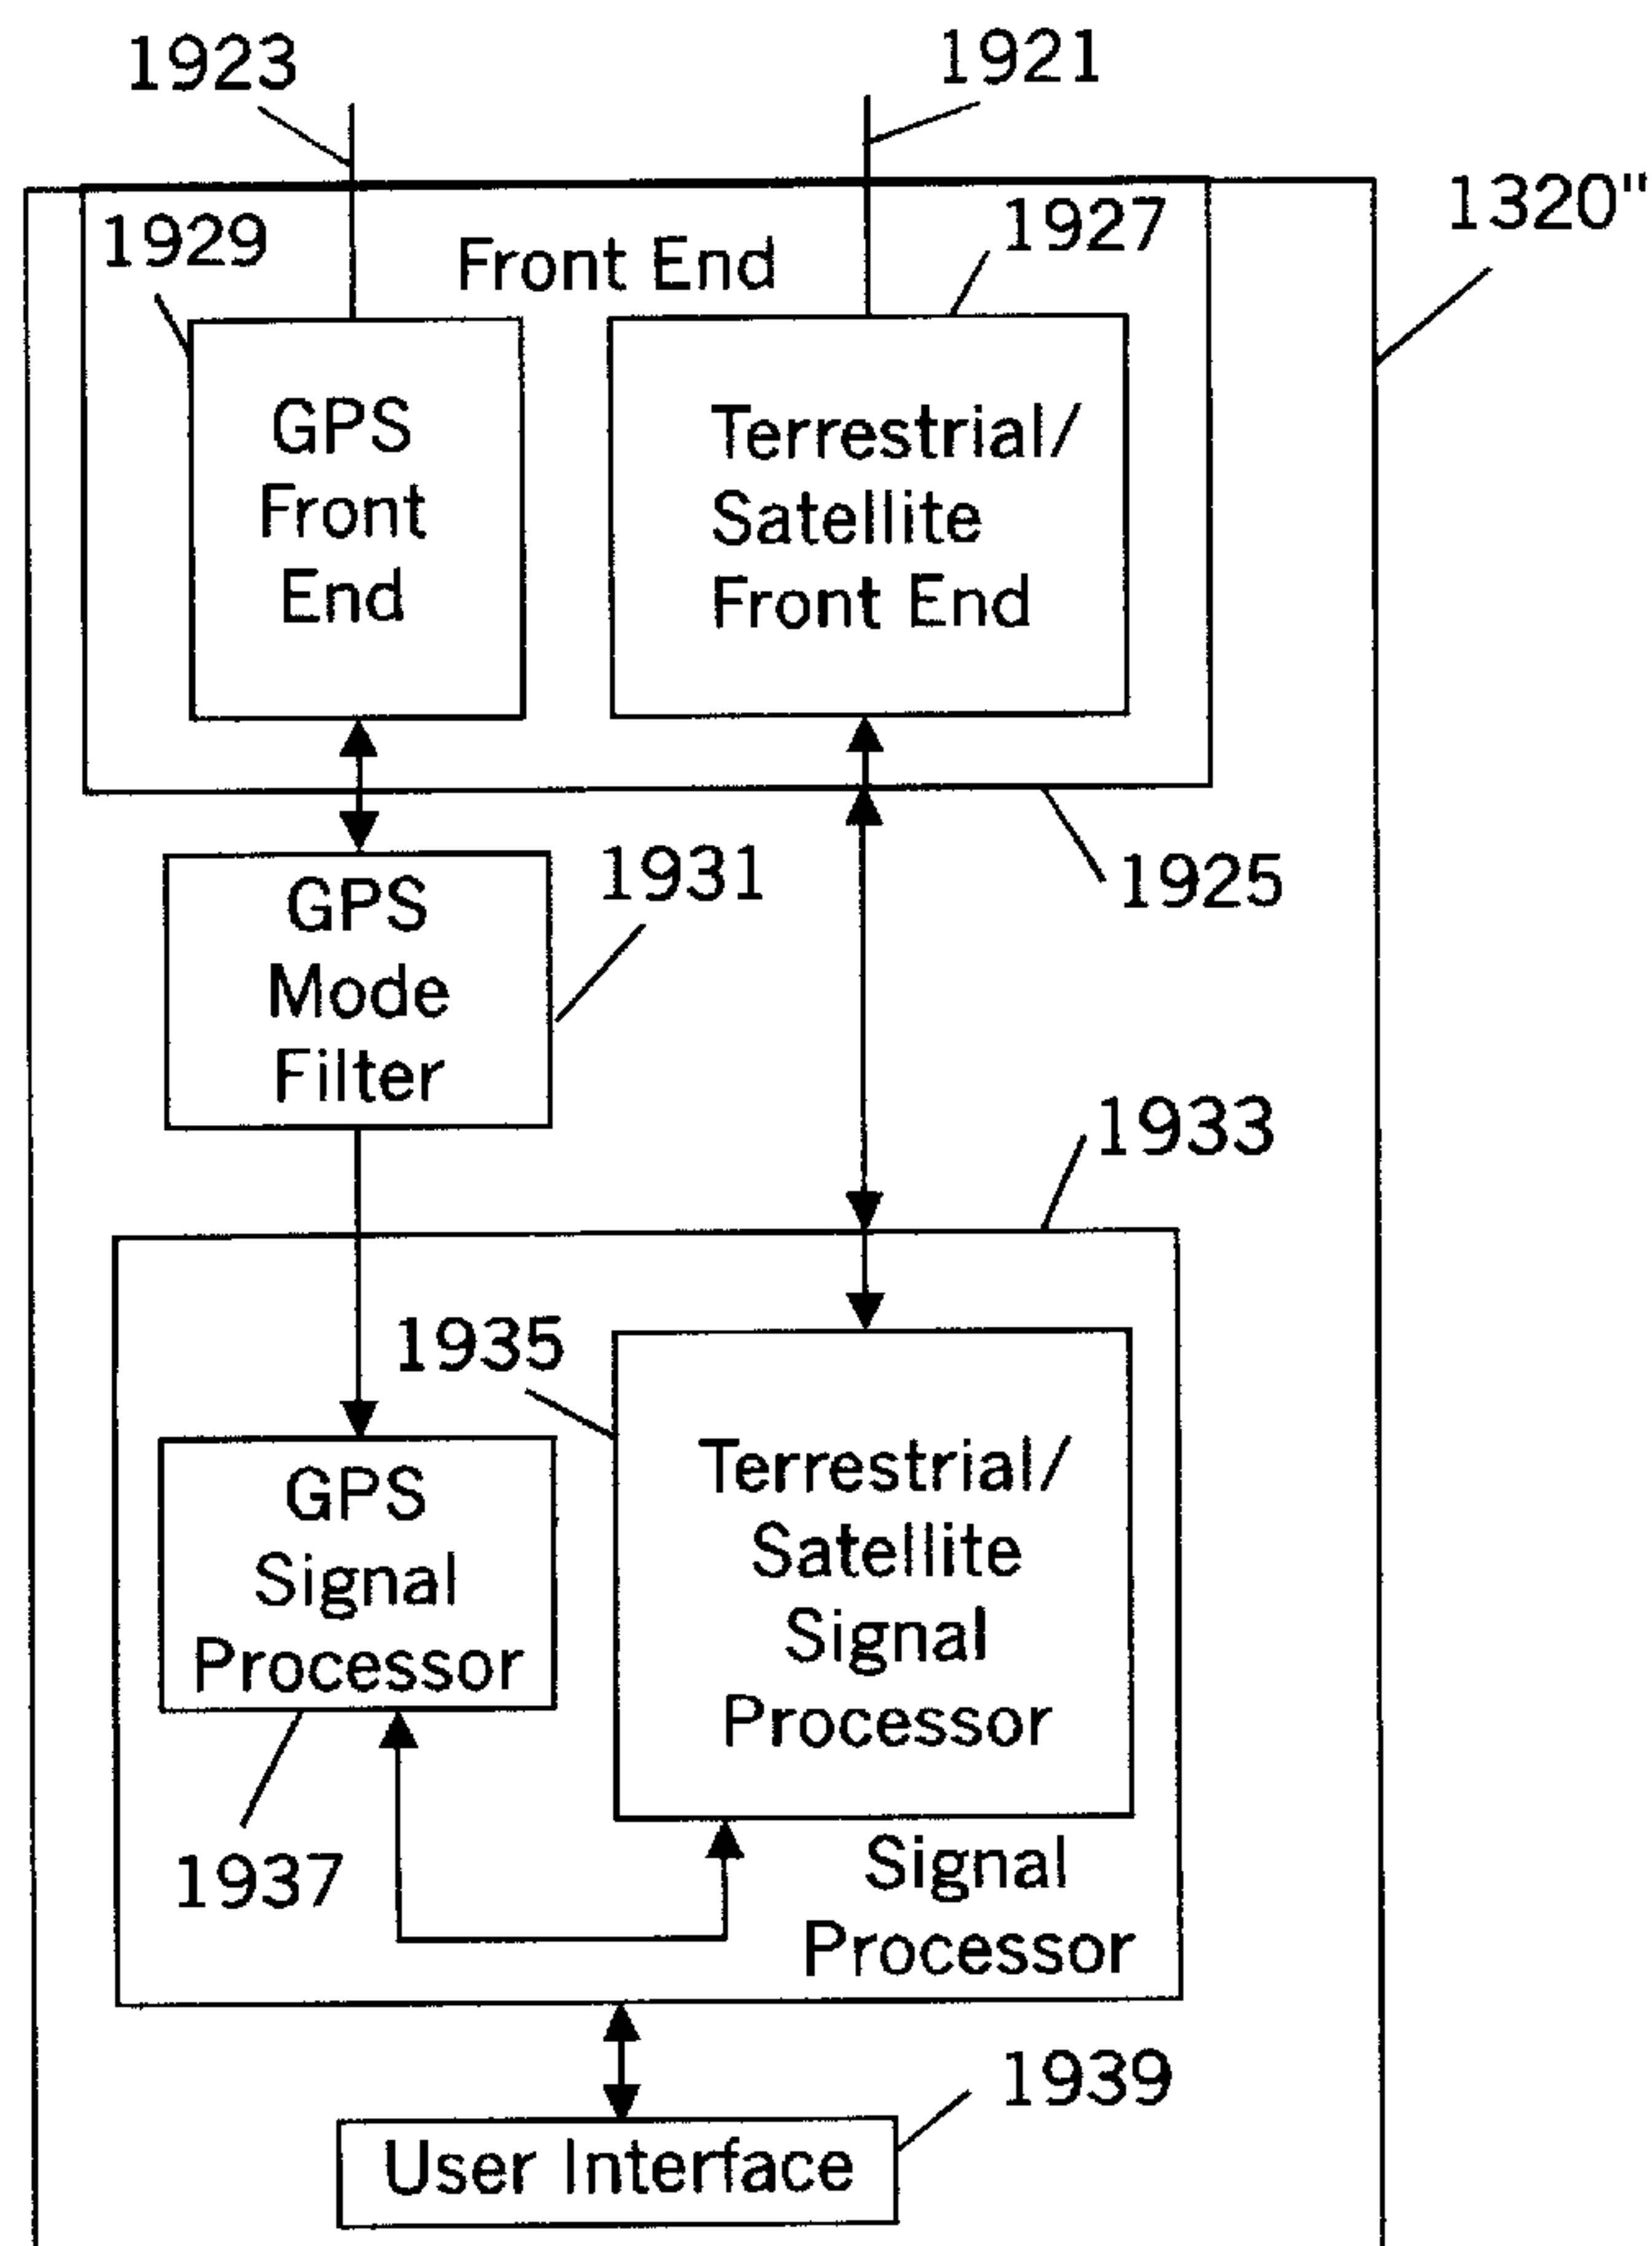 1923
1921
1320"
1929
Front End
1927
GPS
Front
End
Terrestrial/
Satellite
Front End
1925
GPS
Mode
Filter
1931
1933
1935
GPS
Signal
Processor
Terrestrial/
Satellite
Signal
Processor
1937
Signal
Processor
1939
User Interface